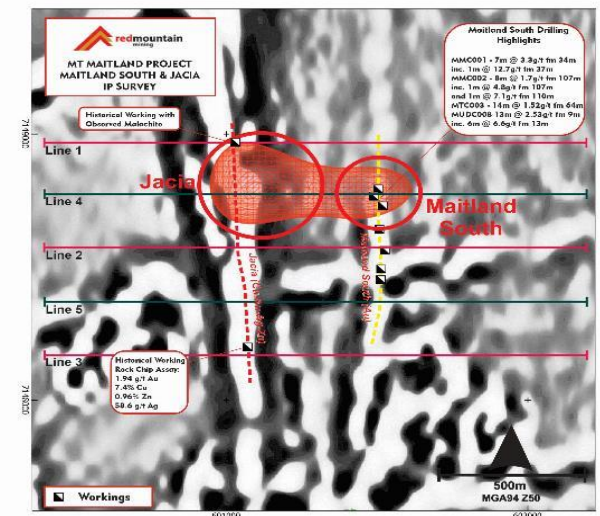 redmountain
mining
MT MAITLAND PROJECT
MAITLAND SOUTH & JACIA
IP SURVEY
Maitland South Drilling
Highlights
MMC001 - 7m @ 3.3g/t fm 34m
inc. 1m @ 12.7g/t fm 37m
MMC002 - 8m @ 1.7g/t fm 107m
inc. 1m @ 4.8g/t fm 107m
and 1m @ 7.1g/t fm 110m
MTC003 - 14m @ 1.52g/t fm 64m
MUDC008 13m @ 2.53g/t fm 9m
inc. 6m @ 6.6g/t fm 13m
Historical Working with
Observed Malachite
Line 1
Jacia
Line 4
Maitland
South
Line 2
Line 5
Line 3
Historical Working
Rock Chip Assay:
1.94 g/t Au
7.4% Cu
0.96% Zn
58.6 g/t Ag
500m
MGA94 Z50
Workings